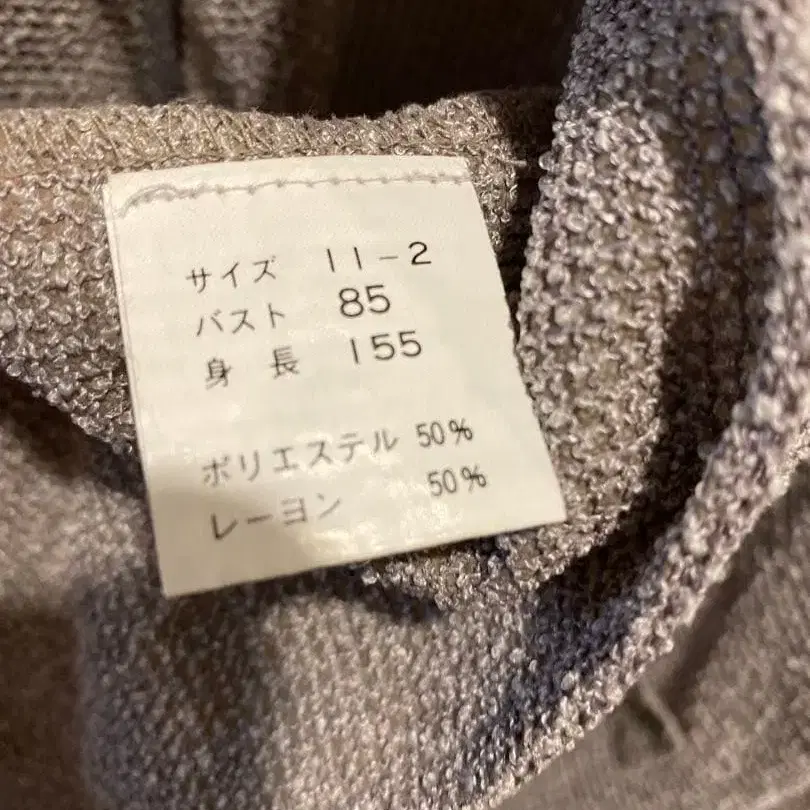 サイズ 11-2
バスト 85
身長 155
ポリエステル 50%
レーヨン 50%